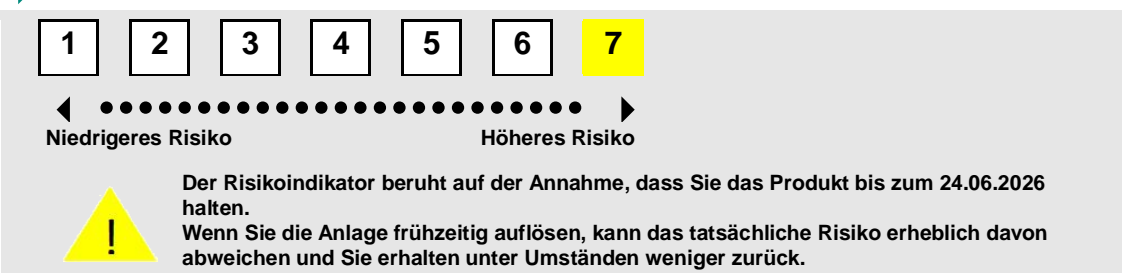 1 2 3 4 5 6 7
Niedrigeres Risiko Höheres Risiko
Der Risikoindikator beruht auf der Annahme, dass Sie das Produkt bis zum 24.06.2026
halten.
Wenn Sie die Anlage frühzeitig auflösen, kann das tatsächliche Risiko erheblich davon
abweichen und Sie erhalten unter Umständen weniger zurück.
!